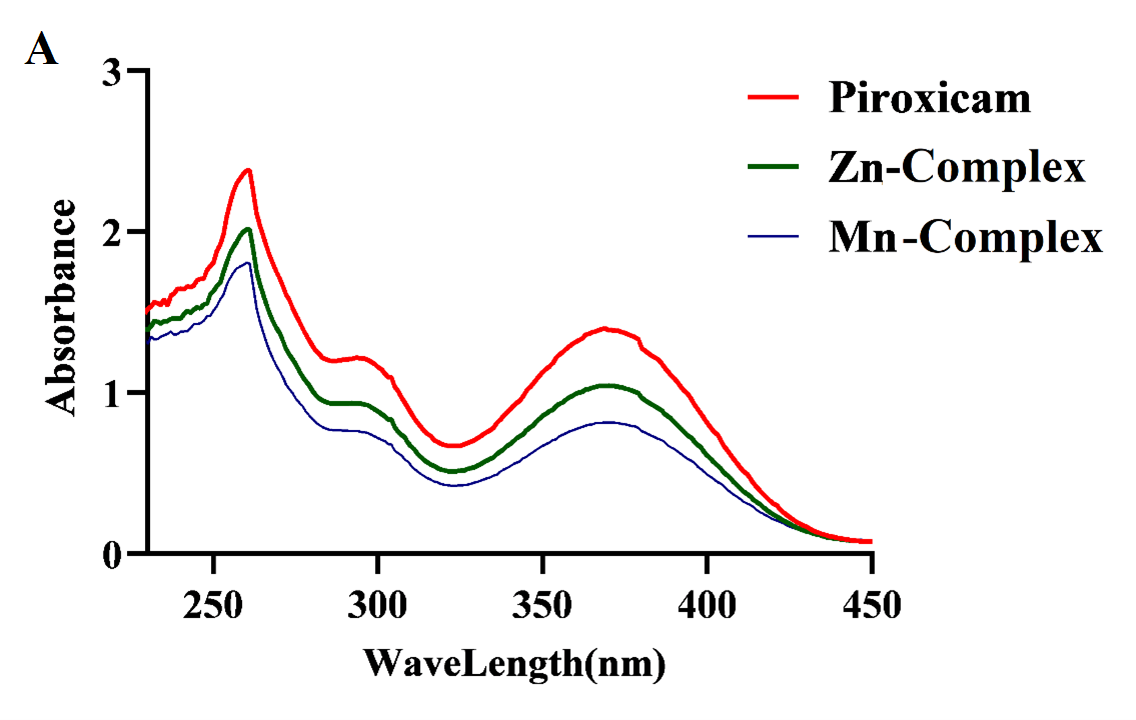 A
3
2
1
0
Absorbance
250 300 350 400 450
WaveLength(nm)
Piroxicam
Zn-Complex
Mn-Complex